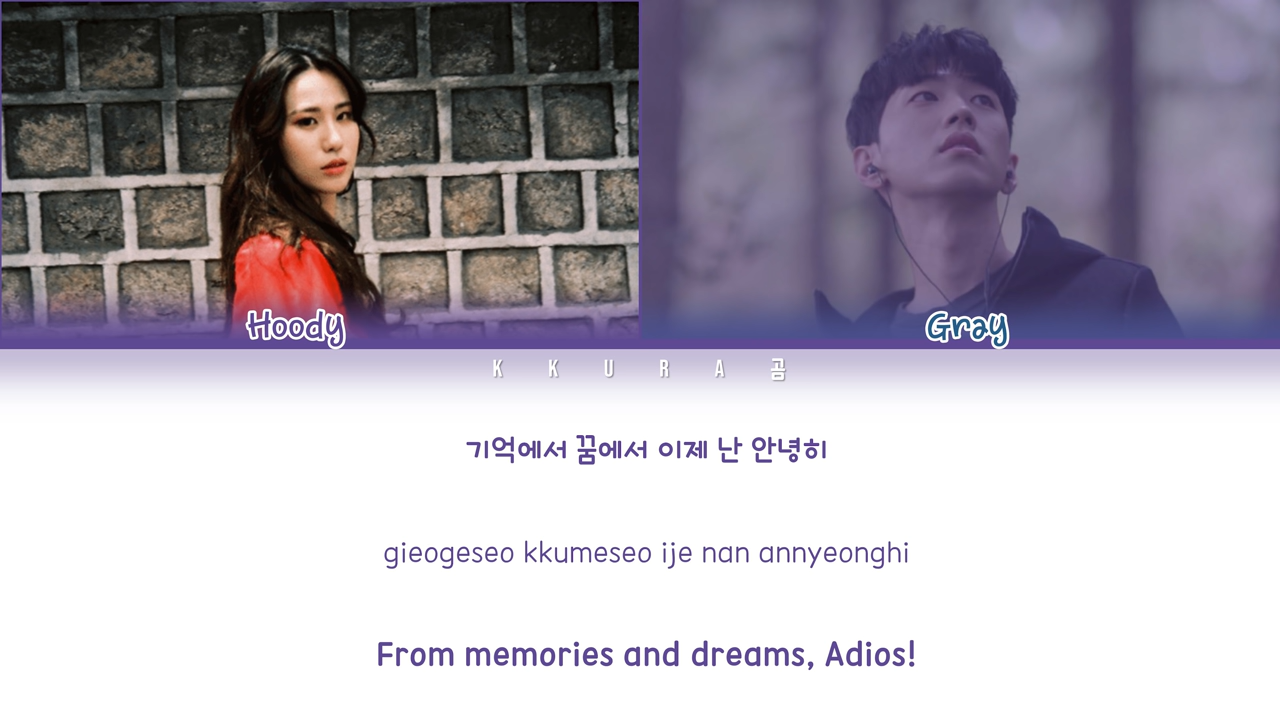 Hoody
Gray
K K U R A 곰
기억에서 꿈에서 이제 난 안녕히
gieogeseo kkumeseo ije nan annyeonghi
From memories and dreams, Adios!